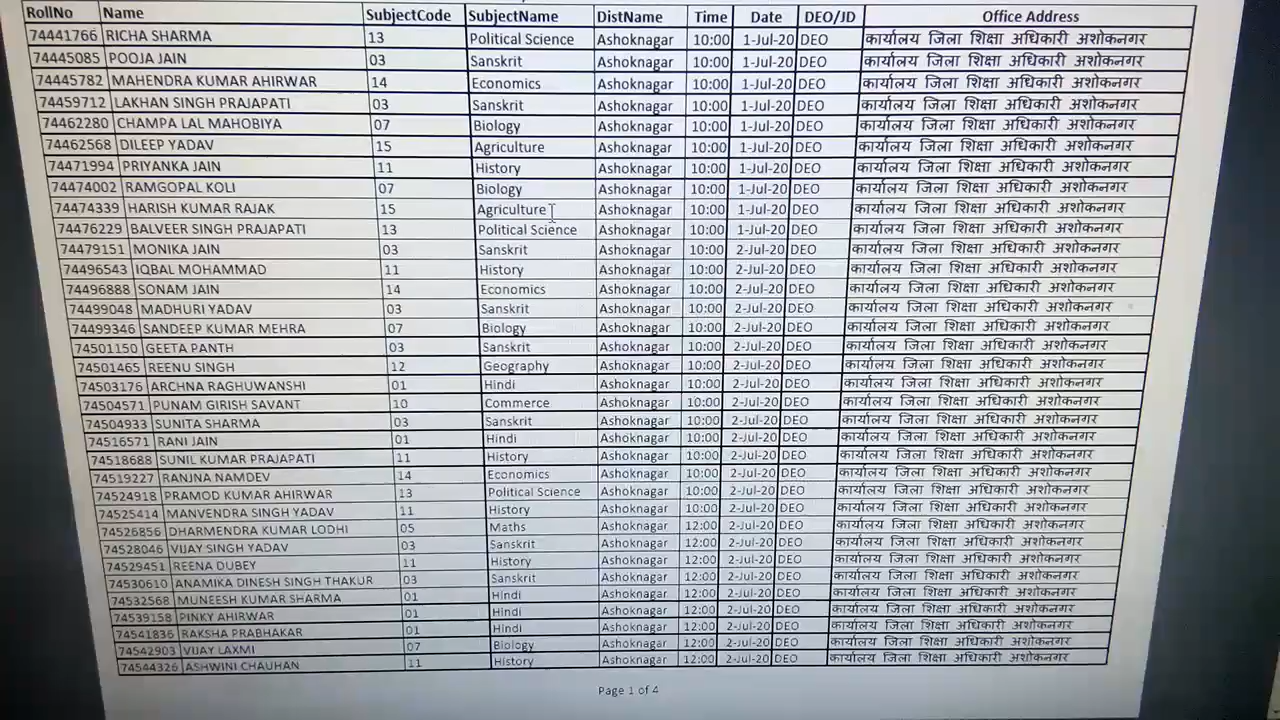 RollNo Name SubjectCode SubjectName DistName Time Date DEO/JD Office Address
74441766 RICHA SHARMA 13 Political Science Ashoknagar 10:00 1-Jul-20 DEO कार्यालय जिला शिक्षा अधिकारी अशोकनगर
74445085 POOJA JAIN 03 Sanskrit Ashoknagar 10:00 1-Jul-20 DEO कार्यालय जिला शिक्षा अधिकारी अशोकनगर
74445782 MAHENDRA KUMAR AHIRWAR 14 Economics Ashoknagar 10:00 1-Jul-20 DEO कार्यालय जिला शिक्षा अधिकारी अशोकनगर
74459712 LAKHAN SINGH PRAJAPATI 03 Sanskrit Ashoknagar 10:00 1-Jul-20 DEO कार्यालय जिला शिक्षा अधिकारी अशोकनगर
74462280 CHAMPA LAL MAHOBIYA 07 Biology Ashoknagar 10:00 1-Jul-20 DEO कार्यालय जिला शिक्षा अधिकारी अशोकनगर
74462568 DILEEP YADAV 15 Agriculture Ashoknagar 10:00 1-Jul-20 DEO कार्यालय जिला शिक्षा अधिकारी अशोकनगर
74471994 PRIYANKA JAIN 11 History Ashoknagar 10:00 1-Jul-20 DEO कार्यालय जिला शिक्षा अधिकारी अशोकनगर
74474002 RAMGOPAL KOLI 07 Biology Ashoknagar 10:00 1-Jul-20 DEO कार्यालय जिला शिक्षा अधिकारी अशोकनगर
74474339 HARISH KUMAR RAJAK 15 Agriculture Ashoknagar 10:00 1-Jul-20 DEO कार्यालय जिला शिक्षा अधिकारी अशोकनगर
74476229 BALVEER SINGH PRAJAPATI 13 Political Science Ashoknagar 10:00 1-Jul-20 DEO कार्यालय जिला शिक्षा अधिकारी अशोकनगर
74479151 MONIKA JAIN 03 Sanskrit Ashoknagar 10:00 2-Jul-20 DEO कार्यालय जिला शिक्षा अधिकारी अशोकनगर
74496543 IQBAL MOHAMMAD 11 History Ashoknagar 10:00 2-Jul-20 DEO कार्यालय जिला शिक्षा अधिकारी अशोकनगर
74496888 SONAM JAIN 14 Economics Ashoknagar 10:00 2-Jul-20 DEO कार्यालय जिला शिक्षा अधिकारी अशोकनगर
74499048 MADHURI YADAV 03 Sanskrit Ashoknagar 10:00 2-Jul-20 DEO कार्यालय जिला शिक्षा अधिकारी अशोकनगर
74499346 SANDEEP KUMAR MEHRA 07 Biology Ashoknagar 10:00 2-Jul-20 DEO कार्यालय जिला शिक्षा अधिकारी अशोकनगर
74501150 GEETA PANTH 03 Sanskrit Ashoknagar 10:00 2-Jul-20 DEO कार्यालय जिला शिक्षा अधिकारी अशोकनगर
74501465 REENU SINGH 12 Geography Ashoknagar 10:00 2-Jul-20 DEO कार्यालय जिला शिक्षा अधिकारी अशोकनगर
74503176 ARCHNA RAGHUWANSHI 01 Hindi Ashoknagar 10:00 2-Jul-20 DEO कार्यालय जिला शिक्षा अधिकारी अशोकनगर
74504571 PUNAM GIRISH SAVANT 10 Commerce Ashoknagar 10:00 2-Jul-20 DEO कार्यालय जिला शिक्षा अधिकारी अशोकनगर
74504933 SUNITA SHARMA 03 Sanskrit Ashoknagar 10:00 2-Jul-20 DEO कार्यालय जिला शिक्षा अधिकारी अशोकनगर
74516571 RANI JAIN 01 Hindi Ashoknagar 10:00 2-Jul-20 DEO कार्यालय जिला शिक्षा अधिकारी अशोकनगर
74518688 SUNIL KUMAR PRAJAPATI 11 History Ashoknagar 10:00 2-Jul-20 DEO कार्यालय जिला शिक्षा अधिकारी अशोकनगर
74519227 RANJNA NAMDEV 14 Economics Ashoknagar 10:00 2-Jul-20 DEO कार्यालय जिला शिक्षा अधिकारी अशोकनगर
74524918 PRAMOD KUMAR AHIRWAR 13 Political Science Ashoknagar 10:00 2-Jul-20 DEO कार्यालय जिला शिक्षा अधिकारी अशोकनगर
74525414 MANVENDRA SINGH YADAV 11 History Ashoknagar 10:00 2-Jul-20 DEO कार्यालय जिला शिक्षा अधिकारी अशोकनगर
74526856 DHARMENDRA KUMAR LODHI 05 Maths Ashoknagar 12:00 2-Jul-20 DEO कार्यालय जिला शिक्षा अधिकारी अशोकनगर
74528046 VIJAY SINGH YADAV 03 Sanskrit Ashoknagar 12:00 2-Jul-20 DEO कार्यालय जिला शिक्षा अधिकारी अशोकनगर
74529451 REENA DUBEY 11 History Ashoknagar 12:00 2-Jul-20 DEO कार्यालय जिला शिक्षा अधिकारी अशोकनगर
74530610 ANAMIKA DINESH SINGH THAKUR 03 Sanskrit Ashoknagar 12:00 2-Jul-20 DEO कार्यालय जिला शिक्षा अधिकारी अशोकनगर
74532568 MUNEESH KUMAR SHARMA 01 Hindi Ashoknagar 12:00 2-Jul-20 DEO कार्यालय जिला शिक्षा अधिकारी अशोकनगर
74539158 PINKY AHIRWAR 01 Hindi Ashoknagar 12:00 2-Jul-20 DEO कार्यालय जिला शिक्षा अधिकारी अशोकनगर
74541836 RAKSHA PRABHAKAR 01 Hindi Ashoknagar 12:00 2-Jul-20 DEO कार्यालय जिला शिक्षा अधिकारी अशोकनगर
74542903 VIJAY LAXMI 07 Biology Ashoknagar 12:00 2-Jul-20 DEO कार्यालय जिला शिक्षा अधिकारी अशोकनगर
74544326 ASHWINI CHAUHAN 11 History Ashoknagar 12:00 2-Jul-20 DEO कार्यालय जिला शिक्षा अधिकारी अशोकनगर
Page 1 of 4